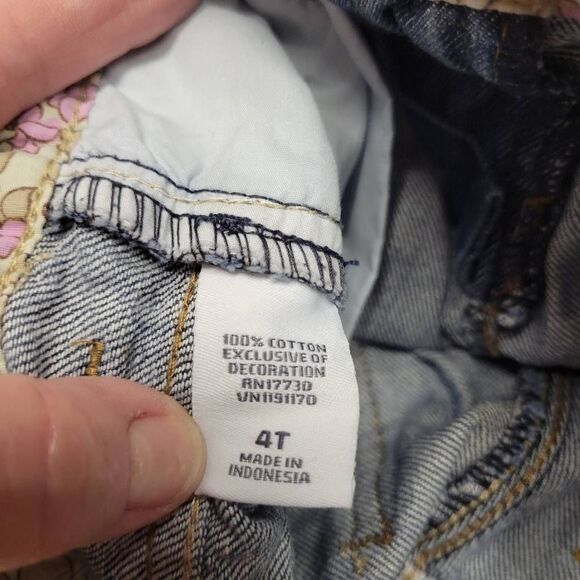 100% COTTON
EXCLUSIVE OF
DECORATION
RN17730
VN1191170
4T
MADE IN
INDONESIA